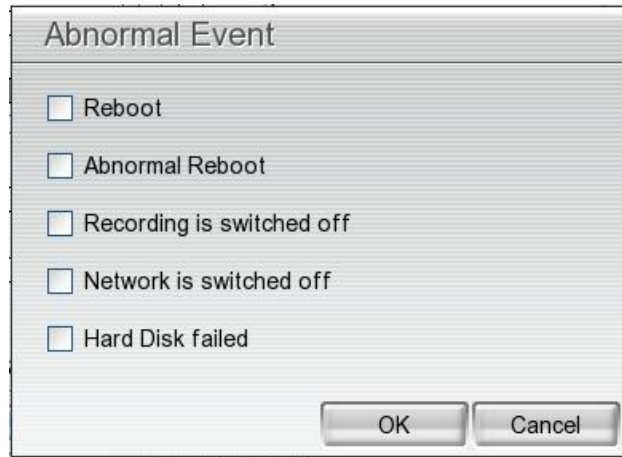 Abnormal Event
Reboot
Abnormal Reboot
Recording is switched off
Network is switched off
Hard Disk failed
OK Cancel